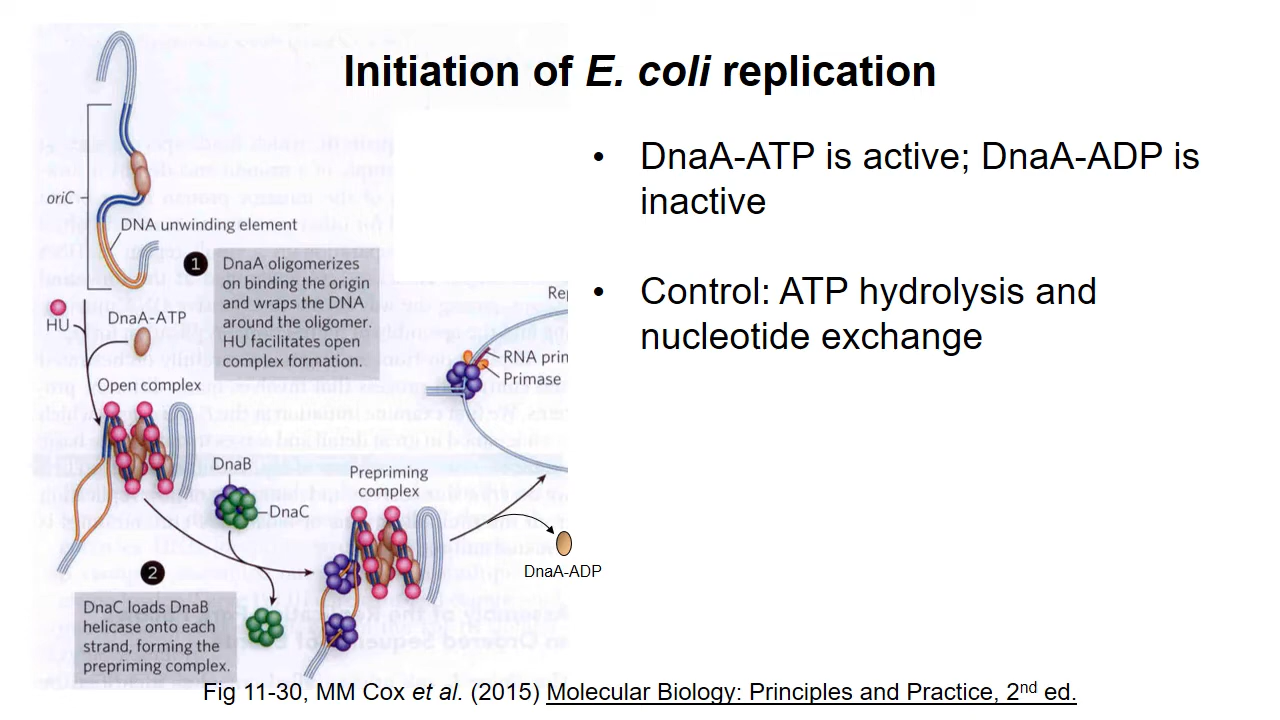 Initiation of E. coli replication
• DnaA-ATP is active; DnaA-ADP is
inactive
• Control: ATP hydrolysis and
nucleotide exchange
oriC
DNA unwinding element
1
DnaA oligomerizes
on binding the origin
and wraps the DNA
around the oligomer.
HU facilitates open
complex formation.
HU
DnaA-ATP
Open complex
DnaB
DnaC
Prepriming
complex
RNA prim
Primase
DnaA-ADP
2
DnaC loads DnaB
helicase onto each
strand, forming the
prepriming complex.
Fig 11-30, MM Cox et al. (2015) Molecular Biology: Principles and Practice, 2nd ed.